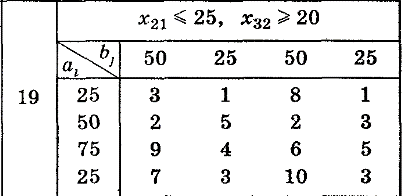 x₂₁ ⩽ 25, x₃₂ ⩾ 20
aᵢ bⱼ 50 25 50 25
19 25 3 1 8 1
50 2 5 2 3
75 9 4 6 5
25 7 3 10 3